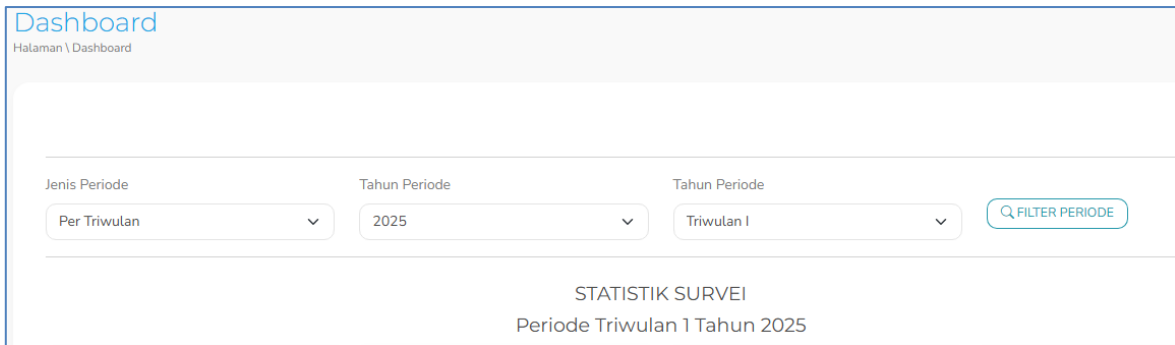 Dashboard
Halaman \ Dashboard
Jenis Periode
Tahun Periode
Tahun Periode
Per Triwulan
2025
Triwulan I
FILTER PERIODE
STATISTIK SURVEI
Periode Triwulan 1 Tahun 2025